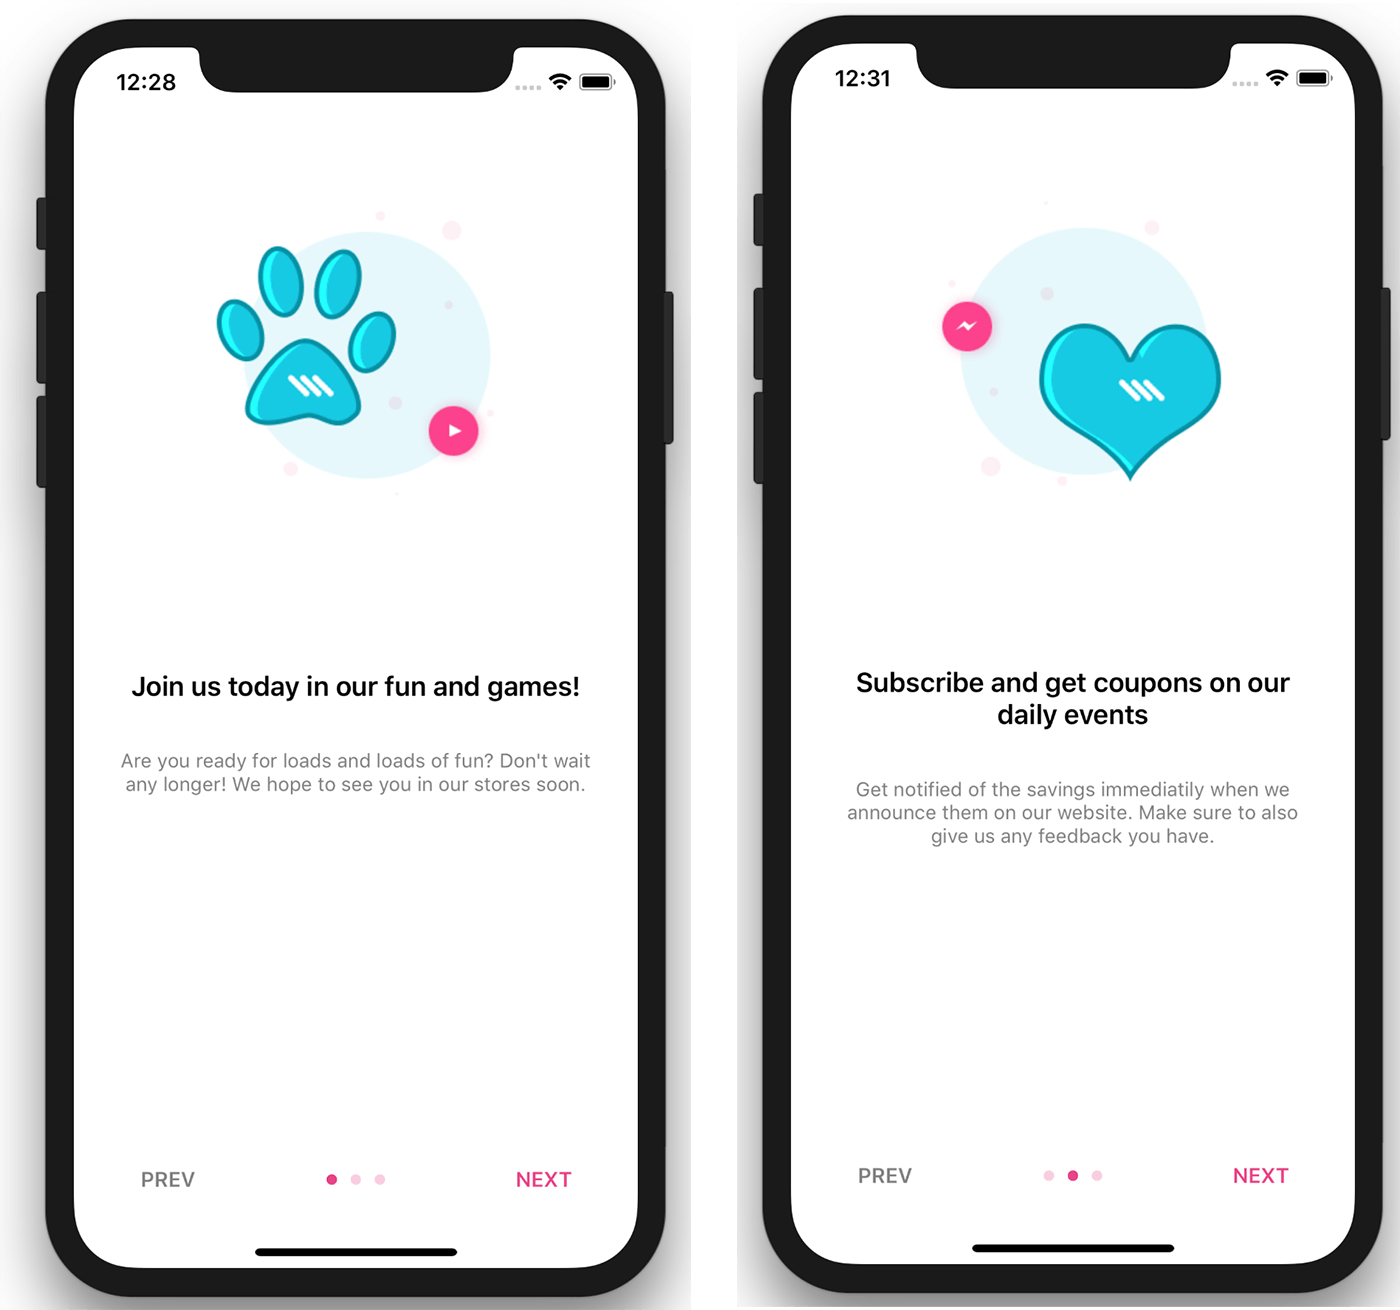 12:28
Join us today in our fun and games!
Are you ready for loads and loads of fun? Don't wait
any longer! We hope to see you in our stores soon.
PREV
NEXT
12:31
Subscribe and get coupons on our
daily events
Get notified of the savings immediatily when we
announce them on our website. Make sure to also
give us any feedback you have.
PREV
NEXT